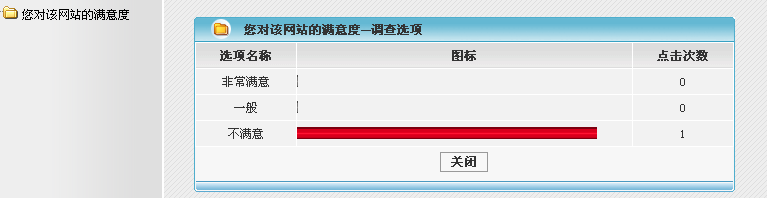 您对该网站的满意度
您对该网站的满意度--调查选项
选项名称 图标 点击次数
非常满意 0
一般 0
不满意 1
关闭